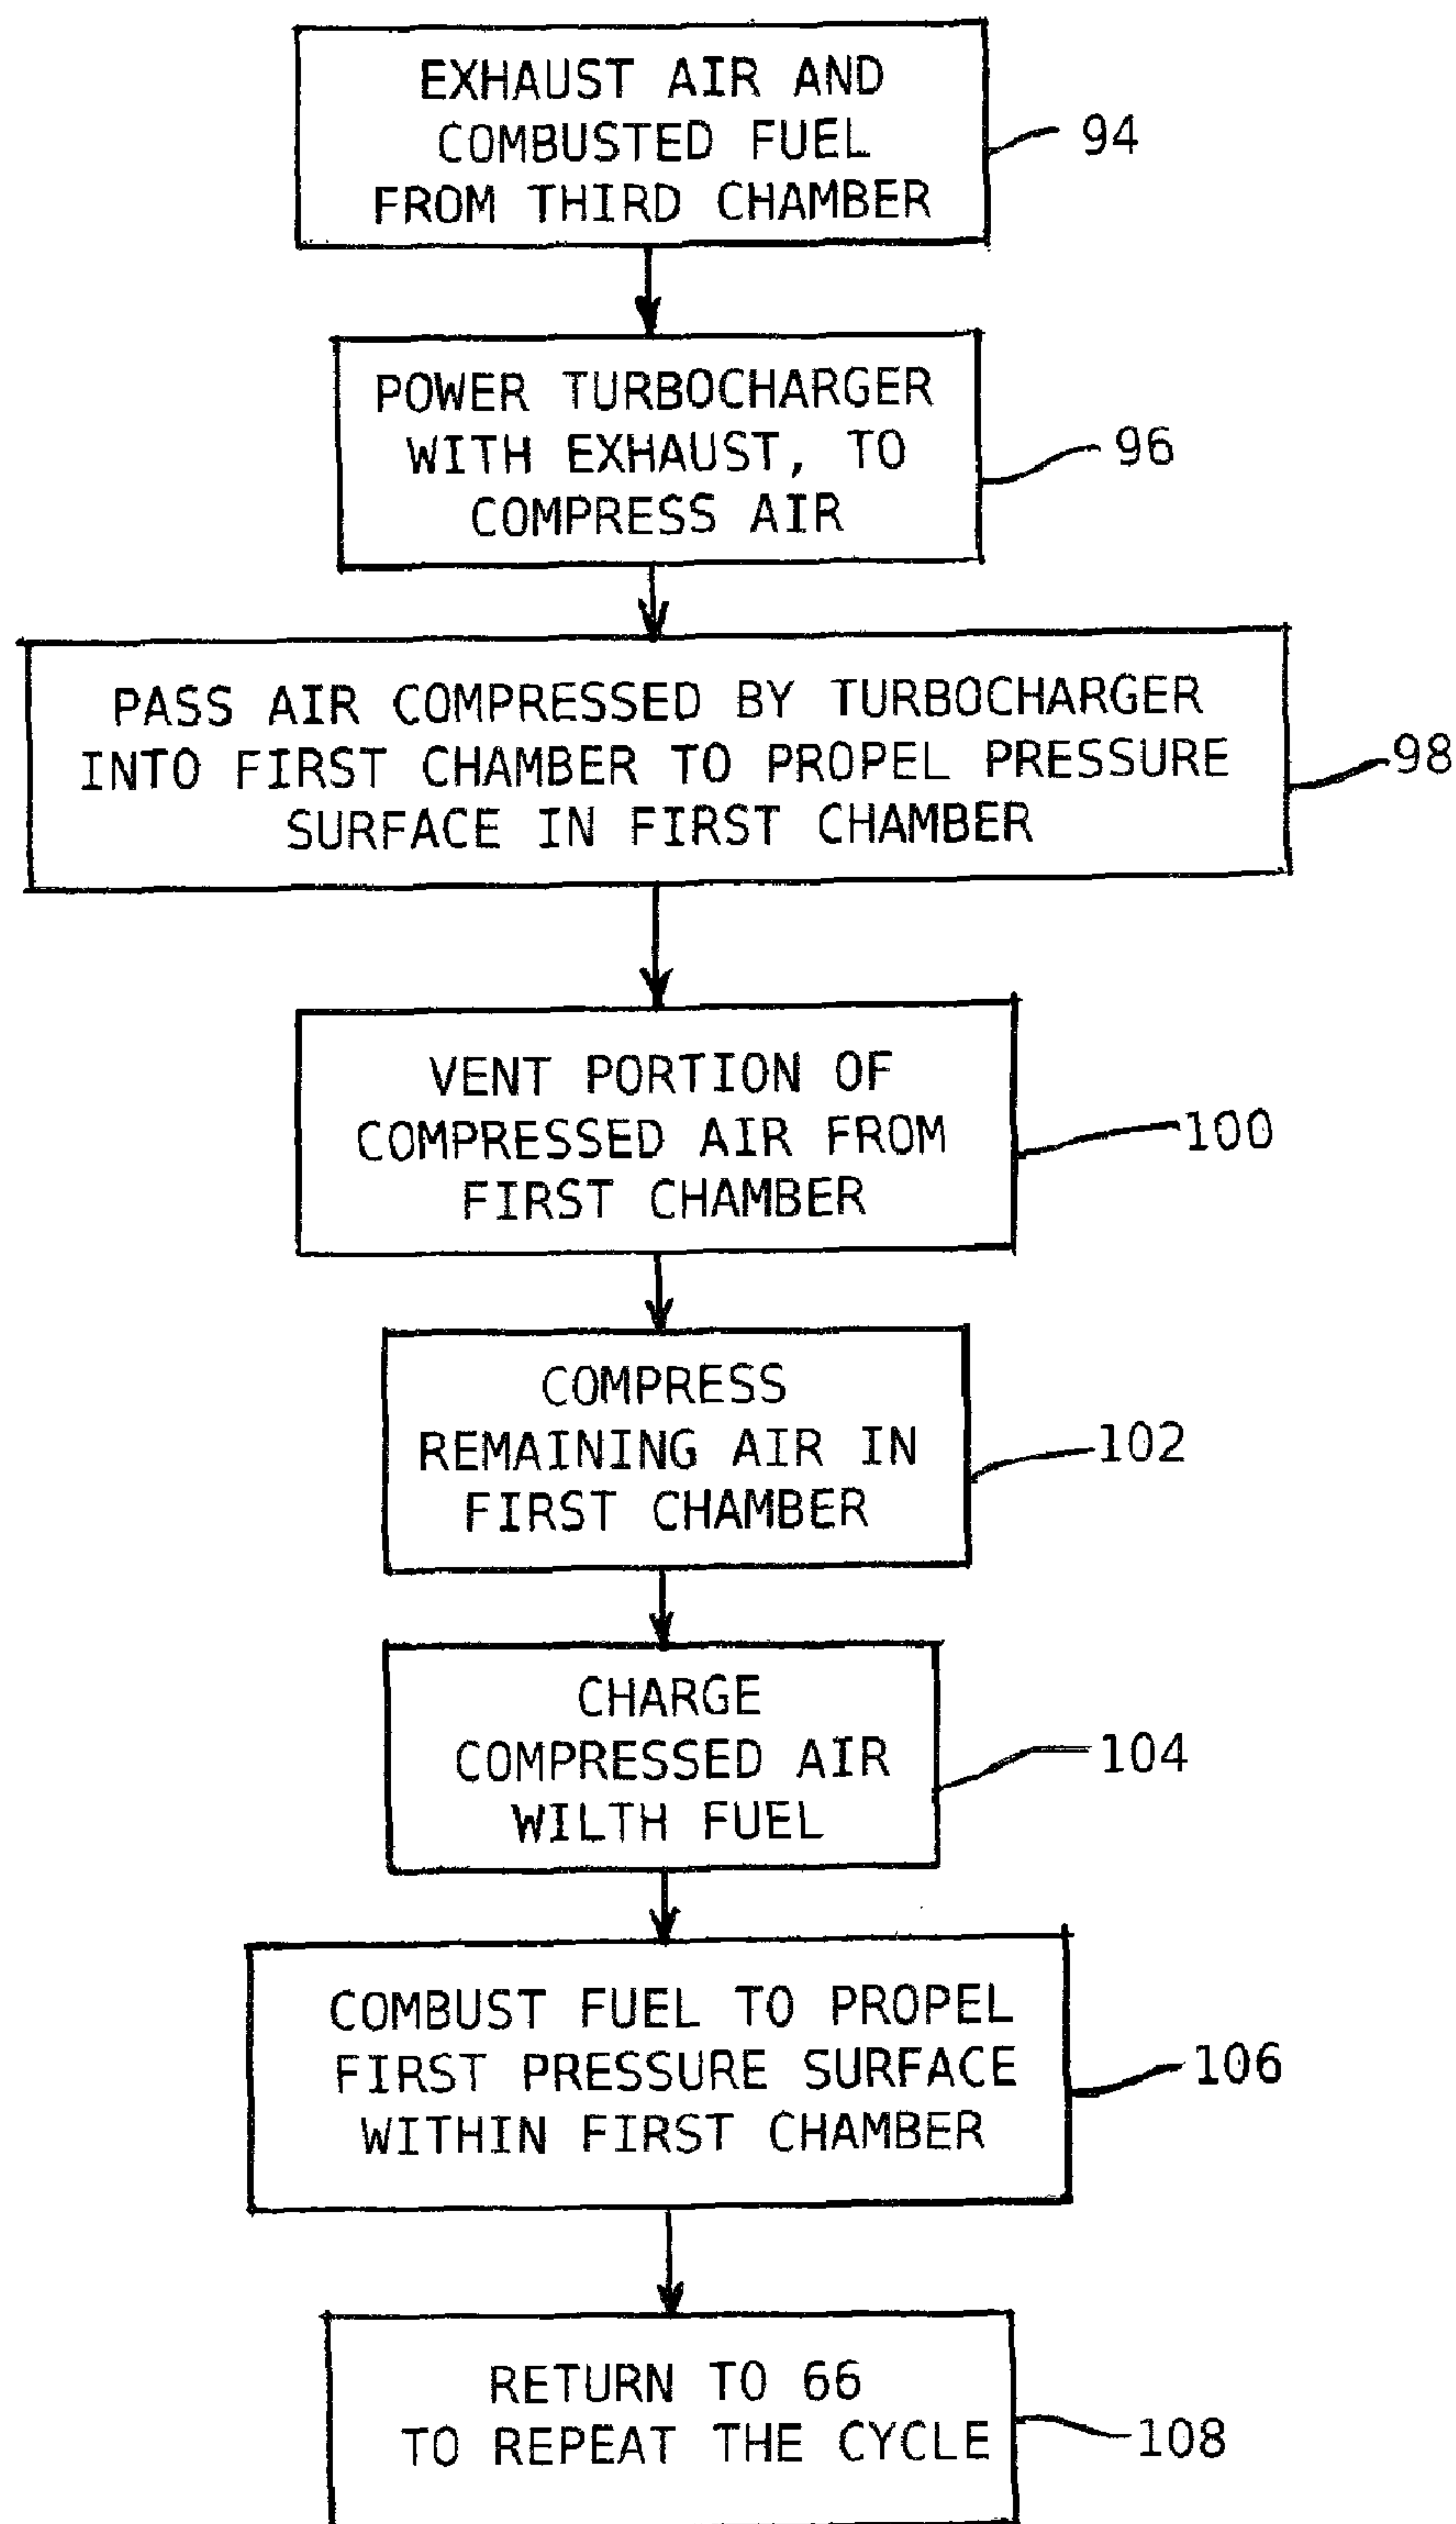 EXHAUST AIR AND
COMBUSTED FUEL
FROM THIRD CHAMBER
94
POWER TURBOCHARGER
WITH EXHAUST, TO
COMPRESS AIR
96
PASS AIR COMPRESSED BY TURBOCHARGER
INTO FIRST CHAMBER TO PROPEL PRESSURE
SURFACE IN FIRST CHAMBER
98
VENT PORTION OF
COMPRESSED AIR FROM
FIRST CHAMBER
100
COMPRESS
REMAINING AIR IN
FIRST CHAMBER
102
CHARGE
COMPRESSED AIR
WILTH FUEL
104
COMBUST FUEL TO PROPEL
FIRST PRESSURE SURFACE
WITHIN FIRST CHAMBER
106
RETURN TO 66
TO REPEAT THE CYCLE
108